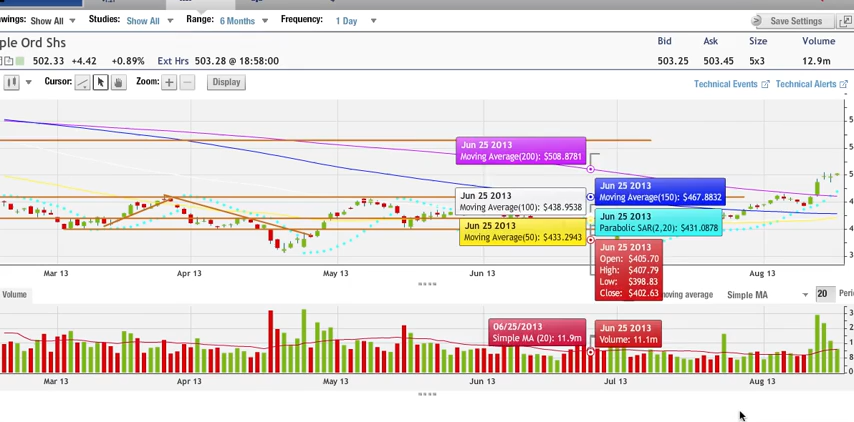 wings: Show All Studies: Show All Range: 6 Months Frequency: 1 Day Save Settings
ple Ord Shs
Bid Ask Size Volume
502.33 +4.42 +0.89% Ext Hrs 503.28 @ 18:58:00 503.25 503.45 5x3 12.9m
Cursor: Zoom: Display Technical Events Technical Alerts
Jun 25 2013
Moving Average(200): $508.8781
Jun 25 2013
Moving Average(150): $467.8832
Jun 25 2013
Moving Average(100): $438.9538
Jun 25 2013
Parabolic SAR(2,20): $431.0878
Jun 25 2013
Moving Average(50): $433.2943
Jun 25 2013
Open: $405.70
High: $407.79
Low: $398.83
Close: $402.63
Mar 13 Apr 13 May 13 Jun 13 Aug 13
Volume moving average Simple MA 20 Perio
06/25/2013
Simple MA (20): 11.9m
Jun 25 2013
Volume: 11.1m
Mar 13 Apr 13 May 13 Jun 13 Jul 13 Aug 13